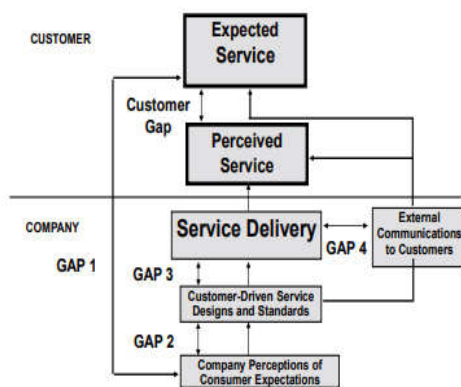 CUSTOMER
Expected
Service
Customer
Gap
Perceived
Service
COMPANY
Service Delivery
External
Communications
to Customers
GAP 4
GAP 1
GAP 3
Customer-Driven Service
Designs and Standards
GAP 2
Company Perceptions of
Consumer Expectations